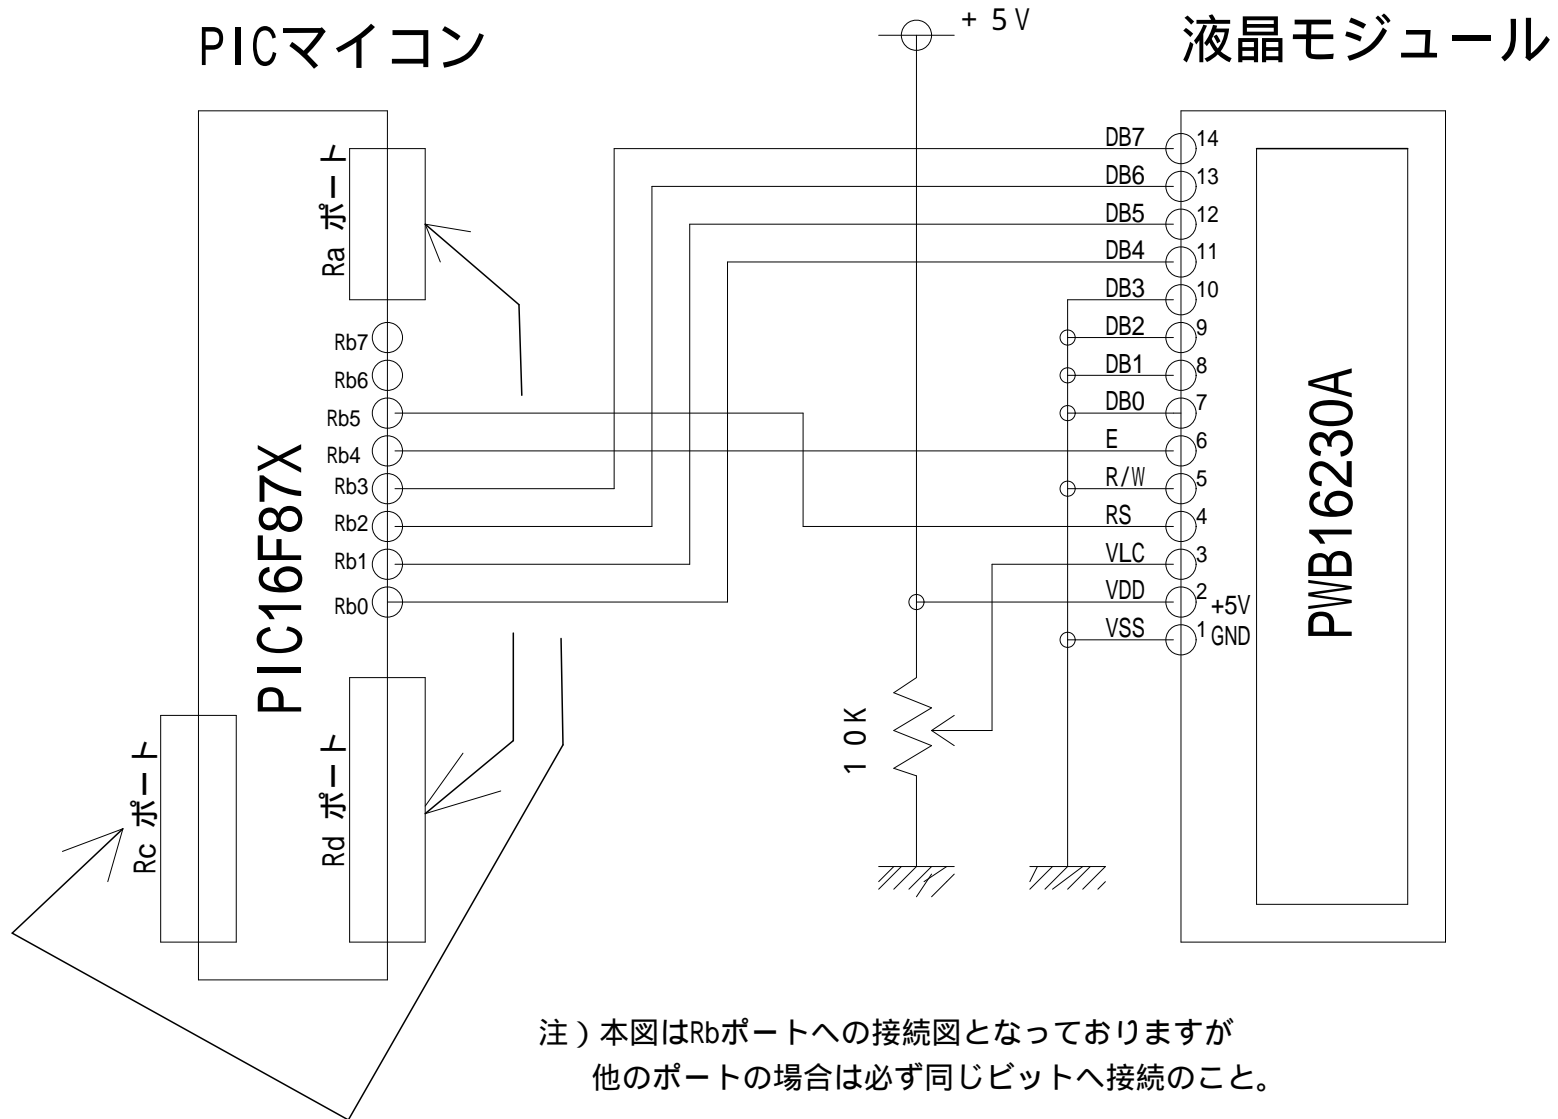 PICマイコン
+5V
液晶モジュール
Ra ポート
Rb7
Rb6
Rb5
Rb4
Rb3
Rb2
Rb1
Rb0
PIC16F87X
Rc ポート
Rd ポート
10K
DB7 14
DB6 13
DB5 12
DB4 11
DB3 10
DB2 9
DB1 8
DB0 7
E 6
R/W 5
RS 4
VLC 3
VDD 2 +5V
VSS 1 GND
PWB16230A
注）本図はRbポートへの接続図となっておりますが
他のポートの場合は必ず同じビットへ接続のこと。